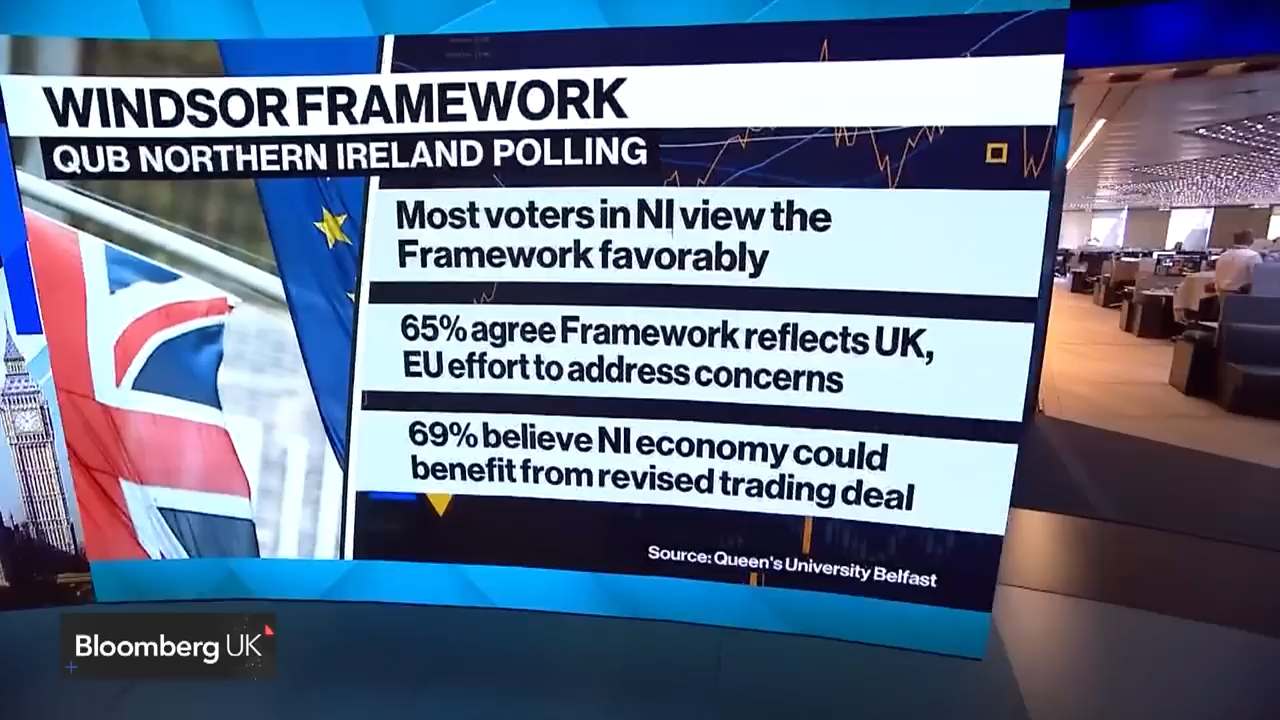 WINDSOR FRAMEWORK
QUB NORTHERN IRELAND POLLING
Most voters in NI view the
Framework favorably
65% agree Framework reflects UK,
EU effort to address concerns
69% believe NI economy could
benefit from revised trading deal
Source: Queen's University Belfast
Bloomberg UK